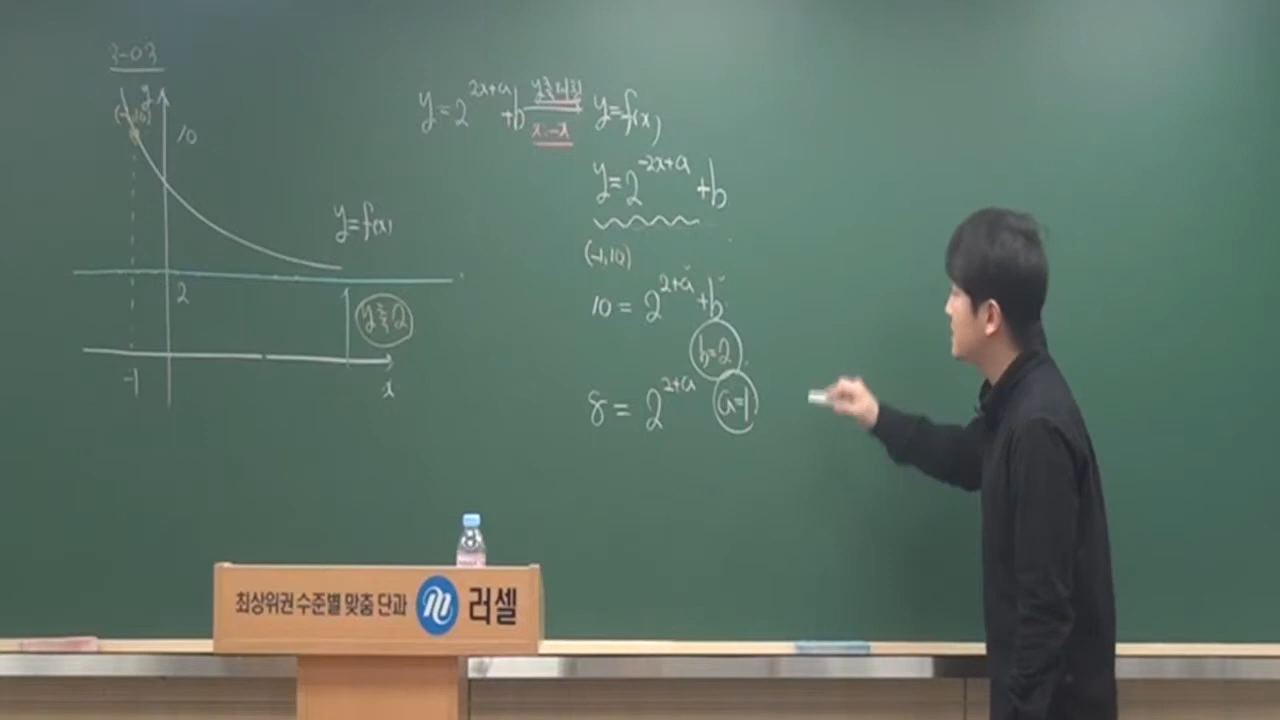 3-03
y
(-1,10)
10
y=f(x)
2
y축2
-1
x
y=2^{2x+a}+b
y축대칭
x:-x
y=f(x)
y=2^{-2x+a}+b
(-1,10)
10=2^{2+a}+b
b=2
8=2^{2+a}
a=1
최상위권 수준별 맞춤 단과 러셀